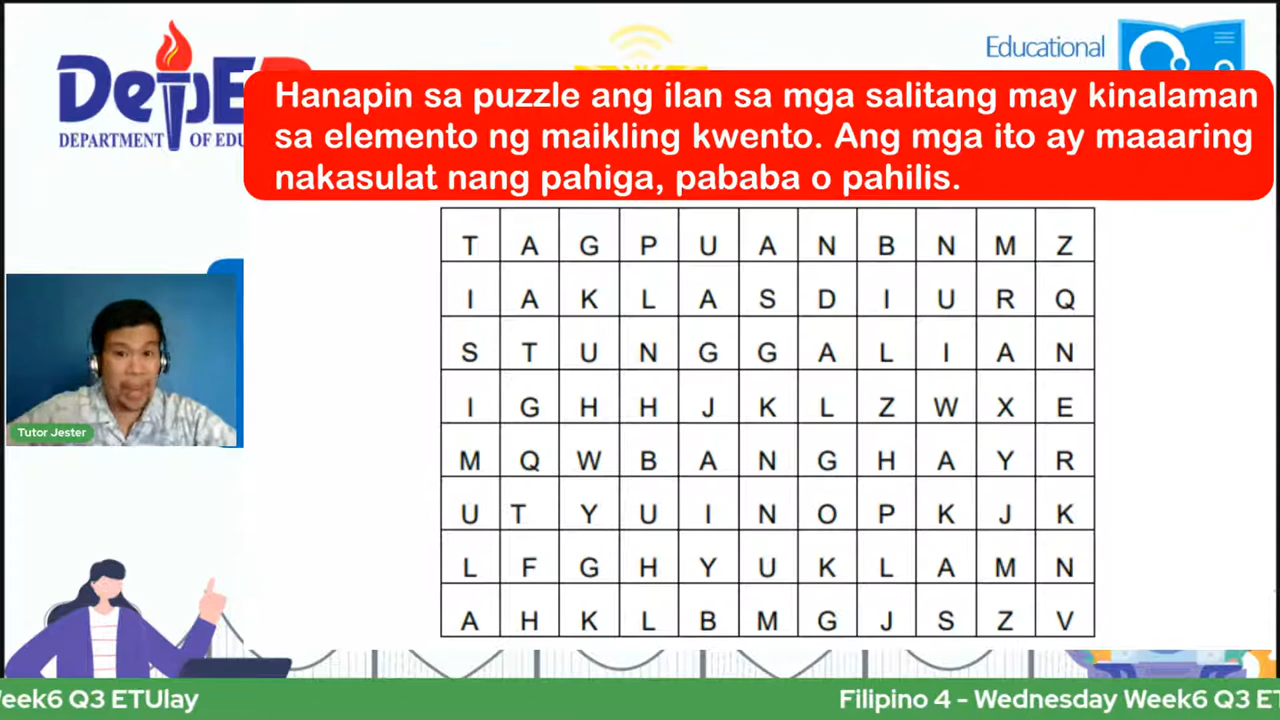 DepE
DEPARTMENT OF EDU
Educational
Hanapin sa puzzle ang ilan sa mga salitang may kinalaman
sa elemento ng maikling kwento. Ang mga ito ay maaaring
nakasulat nang pahiga, pababa o pahilis.
T A G P U A N B N M Z
I A K L A S D I U R Q
S T U N G G A L I A N
I G H H J K L Z W X E
M Q W B A N G H A Y R
U T Y U I N O P K J K
L F G H Y U K L A M N
A H K L B M G J S Z V
Tutor Jester
Week6 Q3 ETUlay
Filipino 4 - Wednesday Week6 Q3 ET